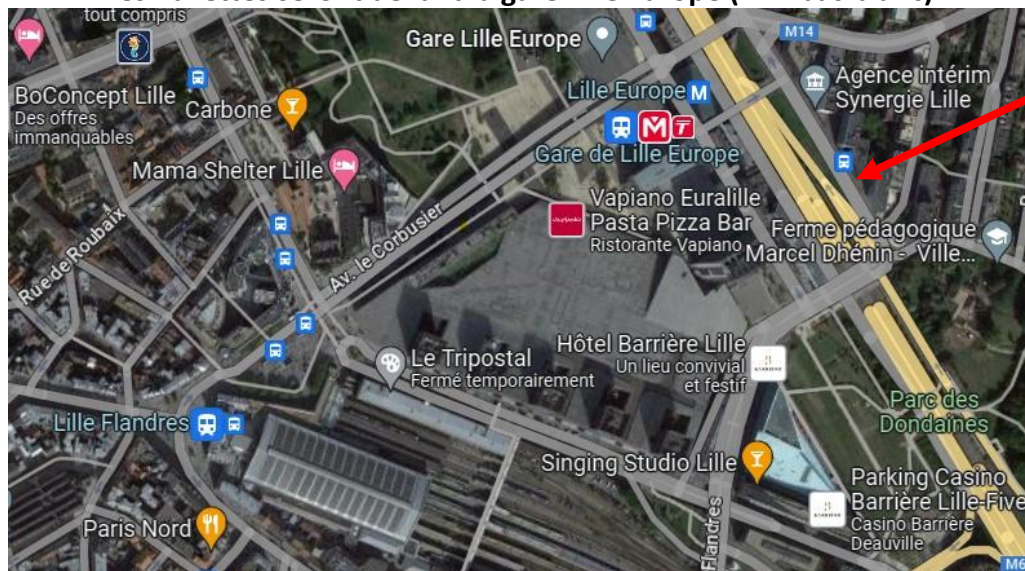 tout compris
Gare Lille Europe
M14
Lille Europe
M
BoConcept Lille
Des offres
immanquables
Carbone
Agence intérim
Synergie Lille
M
T
Gare de Lille Europe
Mama Shelter Lille
Vapiano Euralille
Pasta Pizza Bar
Ristorante Vapiano
Ferme pédagogique
Marcel Dhénin - Ville...
Rue de Roubaix
Av. le Corbusier
Le Tripostal
Fermé temporairement
Hôtel Barrière Lille
Un lieu convivial
et festif
Lille Flandres
Parc des
Dondaines
Singing Studio Lille
Parking Casino
Barrière Lille-Five
Casino Barrière
Deauville
Paris Nord
Flandres
M6